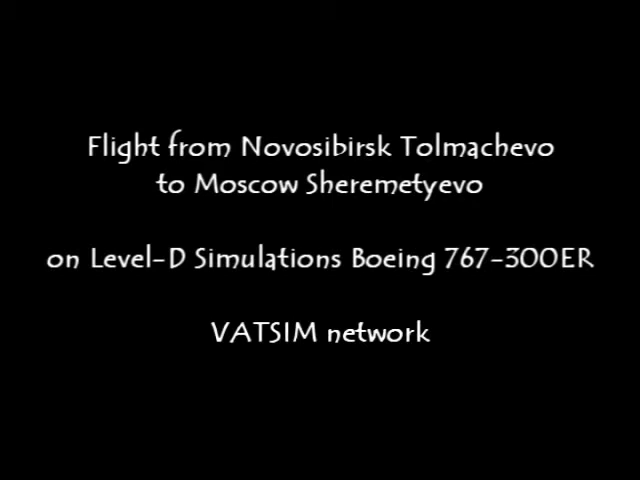 Flight from Novosibirsk Tolmachevo
to Moscow Sheremetyevo
on Level-D Simulations Boeing 767-300ER
VATSIM network